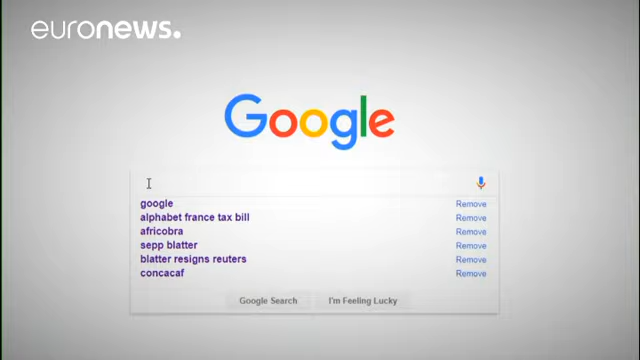 euronews.
Google
google Remove
alphabet france tax bill Remove
africobra Remove
sepp blatter Remove
blatter resigns reuters Remove
concacaf Remove
Google Search I'm Feeling Lucky